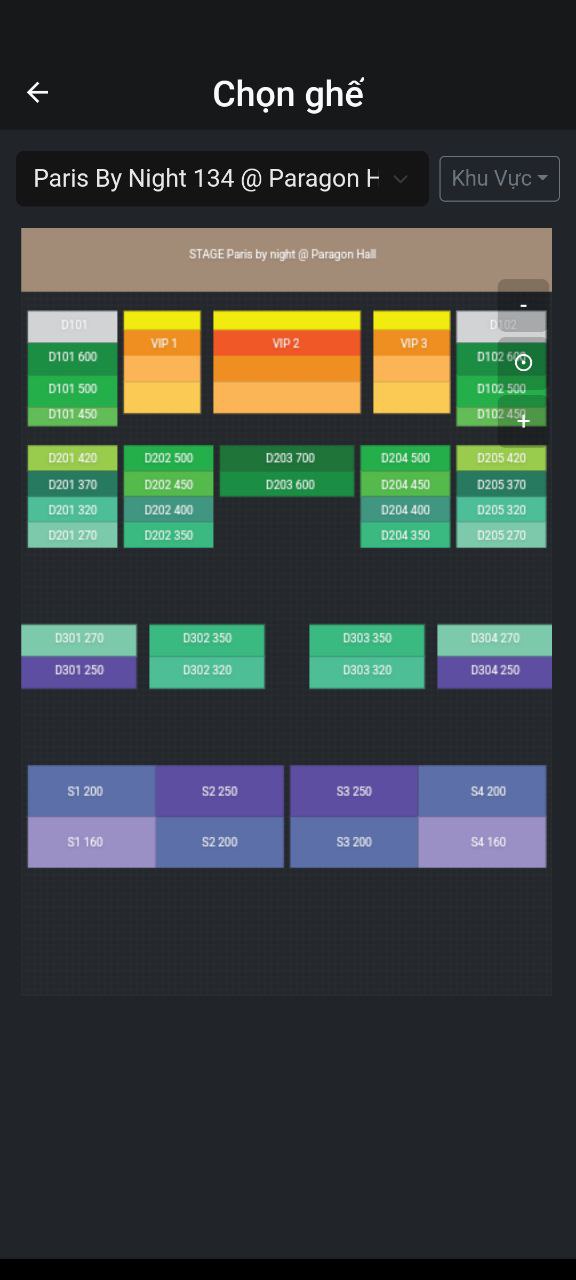 Chọn ghế
Paris By Night 134 @ Paragon H
Khu Vực
STAGE Paris by night @ Paragon Hall
-
D101 VIP 1 VIP 2 VIP 3 D102
D101 600 D102 600
D101 500 D102 500
D101 450 D102 450
+
D201 420 D202 500 D203 700 D204 500 D205 420
D201 370 D202 450 D203 600 D204 450 D205 370
D201 320 D202 400 D204 400 D205 320
D201 270 D202 350 D204 350 D205 270
D301 270 D302 350 D303 350 D304 270
D301 250 D302 320 D303 320 D304 250
S1 200 S2 250 S3 250 S4 200
S1 160 S2 200 S3 200 S4 160